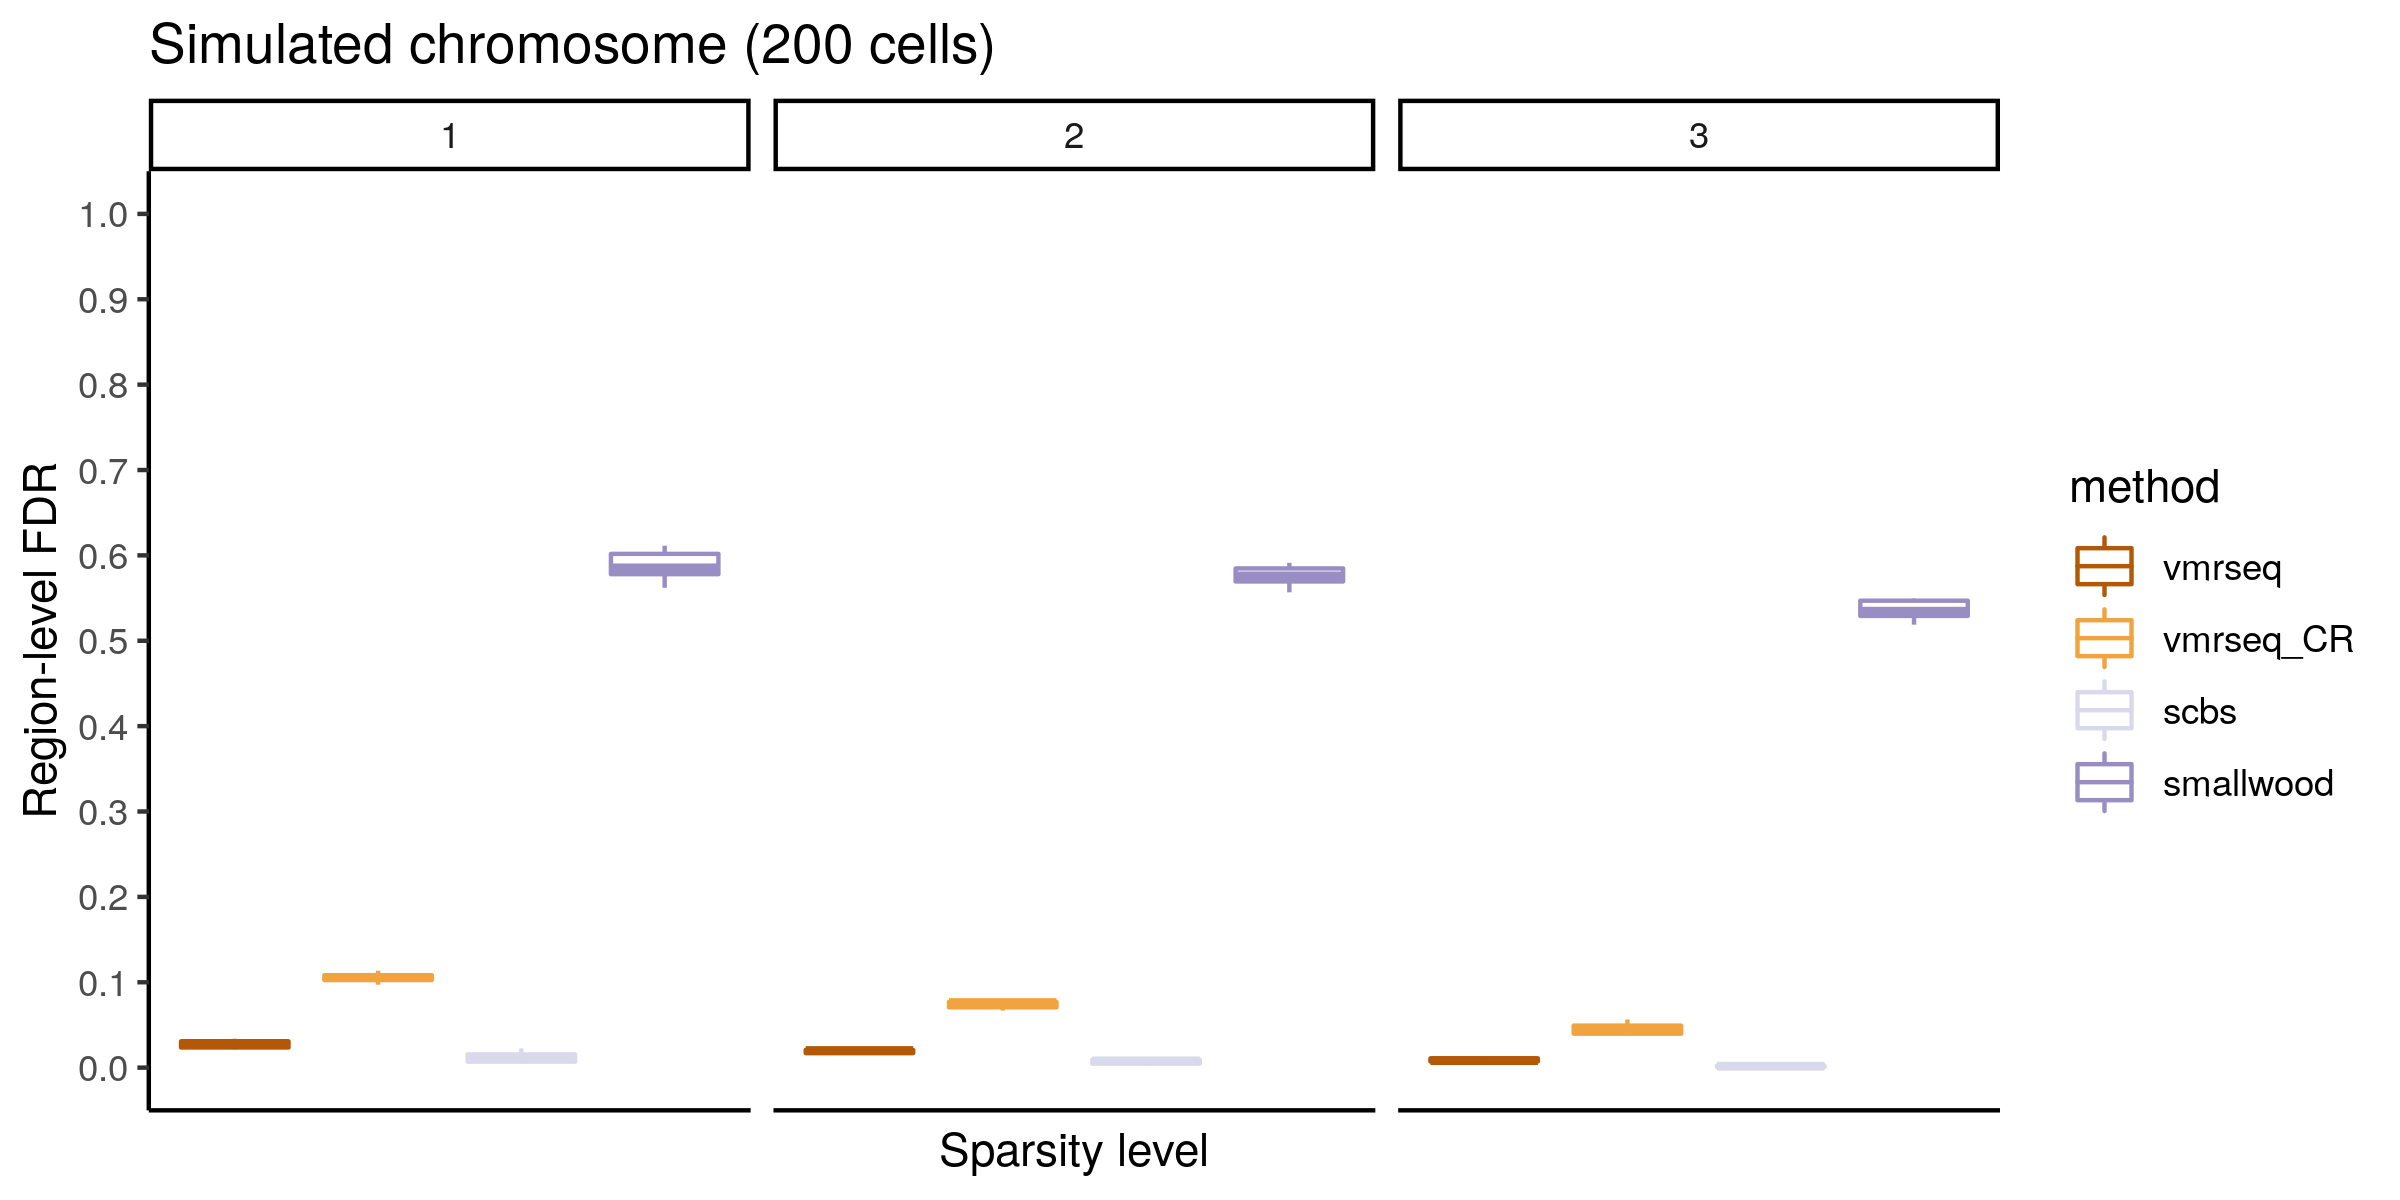 Simulated chromosome (200 cells)
1
2
3
1.0
0.9
0.8
0.7
0.6
0.5
0.4
0.3
0.2
0.1
0.0
Region-level FDR
Sparsity level
method
vmrseq
vmrseq_CR
scbs
smallwood